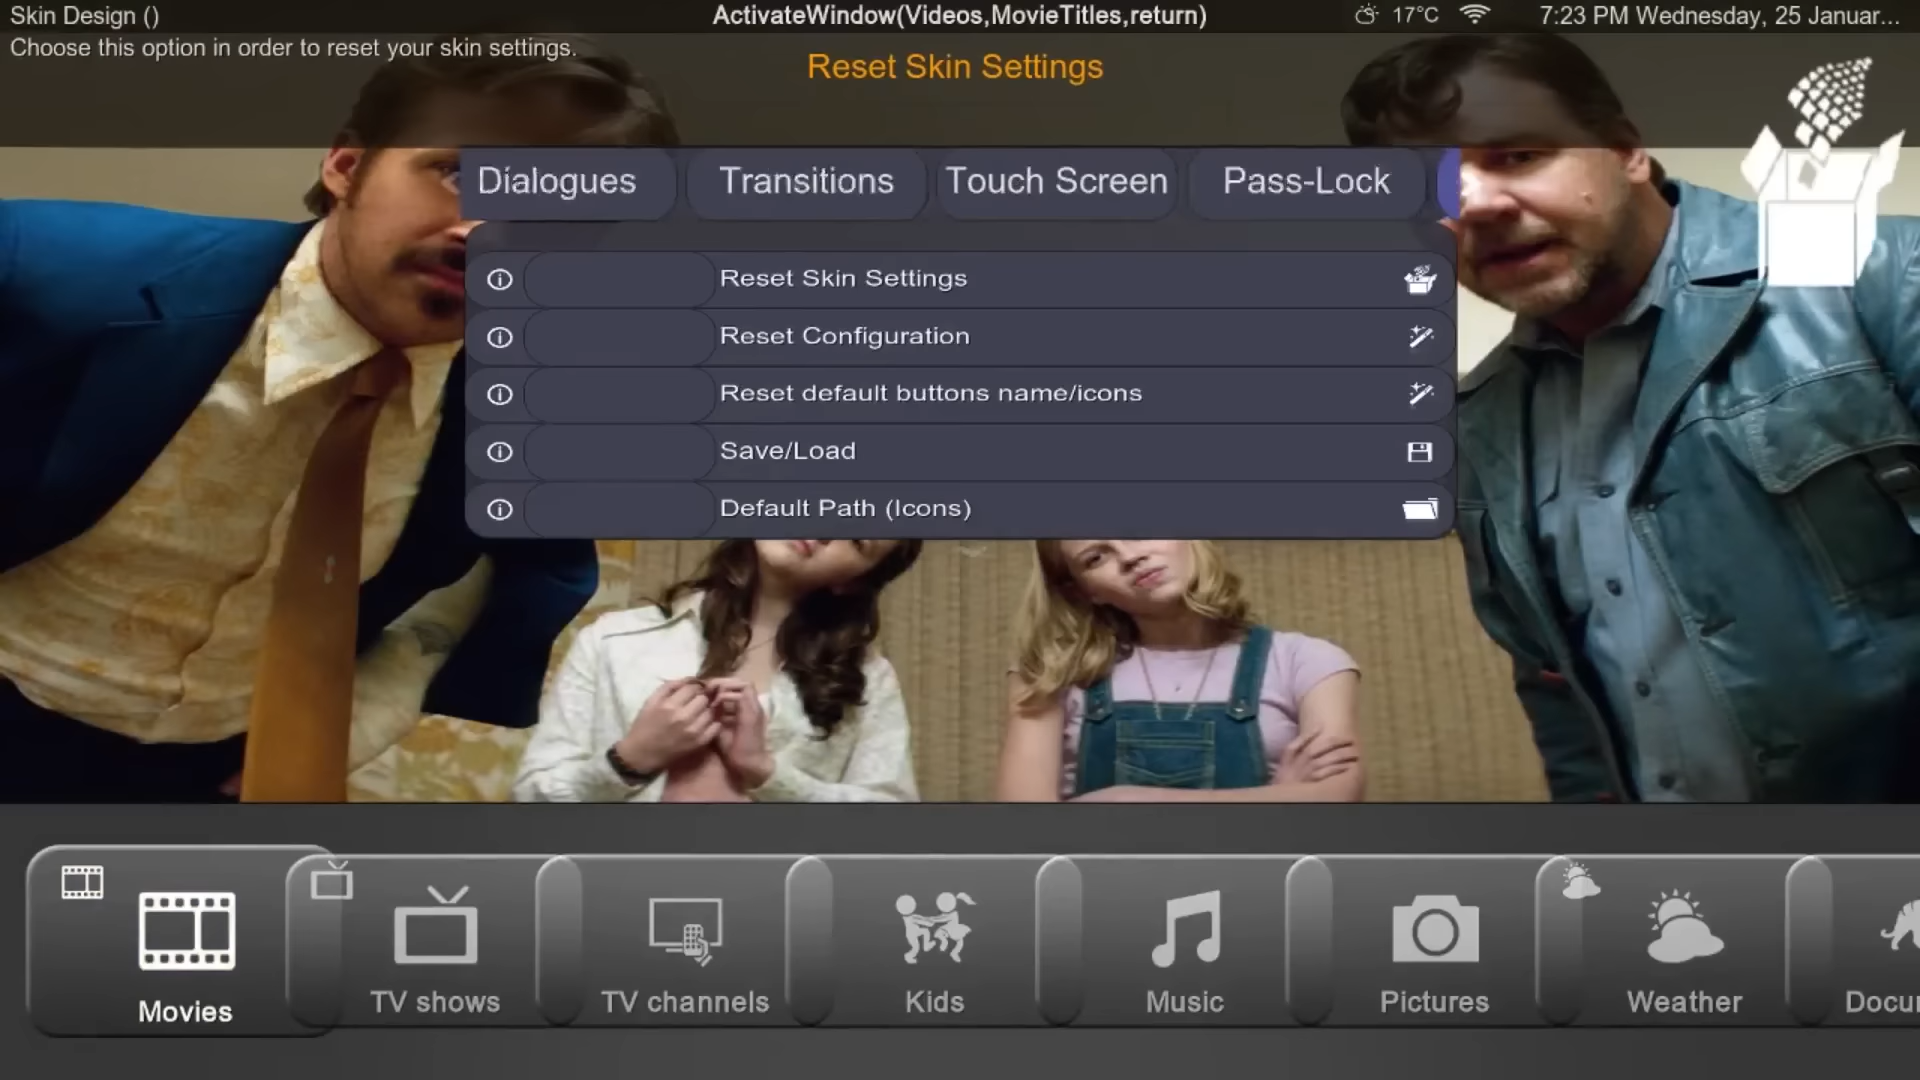 Skin Design ()
ActivateWindow(Videos,MovieTitles,return)
17°C
7:23 PM Wednesday, 25 Januar...
Choose this option in order to reset your skin settings.
Reset Skin Settings
Dialogues
Transitions
Touch Screen
Pass-Lock
Reset Skin Settings
Reset Configuration
Reset default buttons name/icons
Save/Load
Default Path (Icons)
Movies
TV shows
TV channels
Kids
Music
Pictures
Weather
Docu